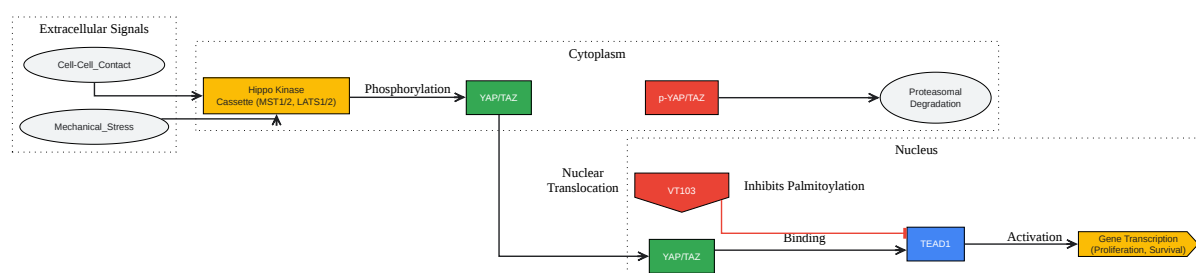 Extracellular Signals
Cell-Cell_Contact
Mechanical_Stress
Cytoplasm
Hippo Kinase
Cassette (MST1/2, LATS1/2)
Phosphorylation
YAP/TAZ
p-YAP/TAZ
Proteasomal
Degradation
Nucleus
Nuclear
Translocation
VT103
Inhibits Palmitoylation
YAP/TAZ
Binding
TEAD1
Activation
Gene Transcription
(Proliferation, Survival)